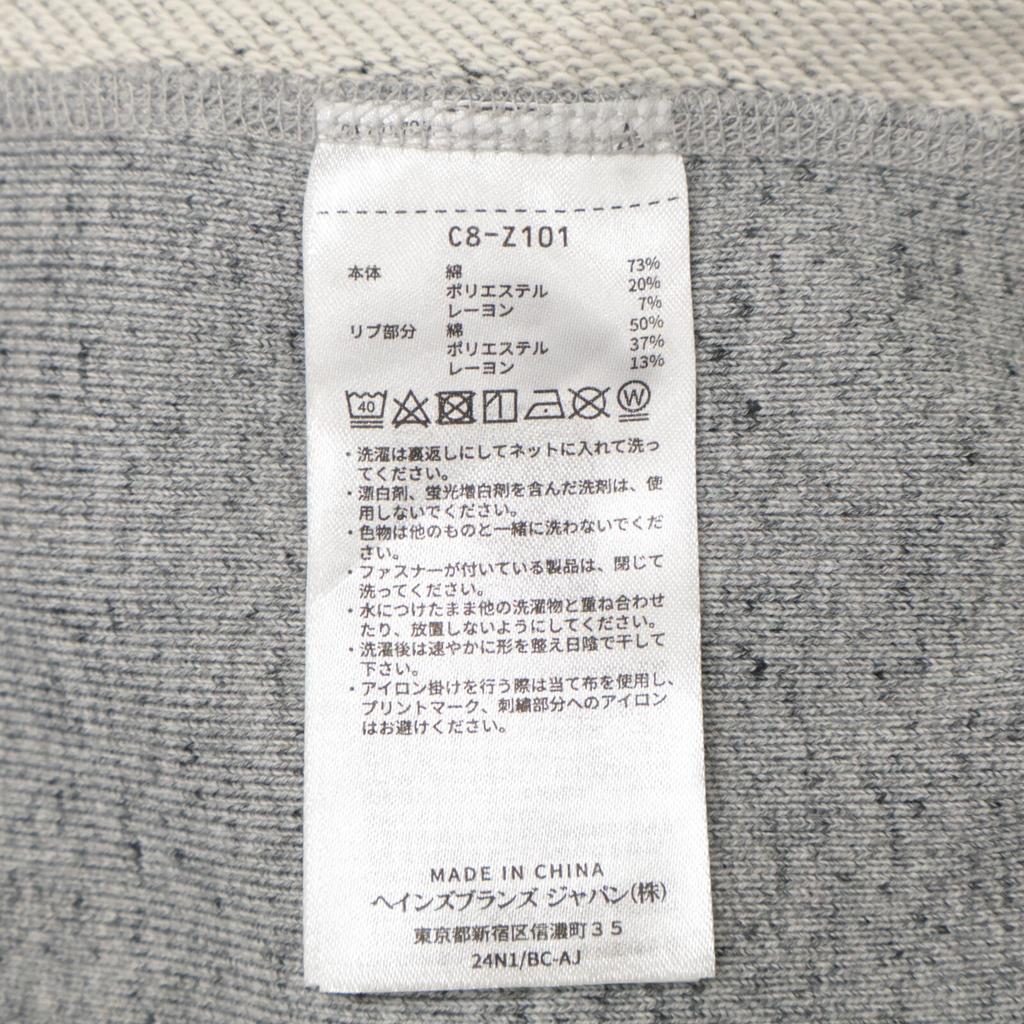 C8-Z101
本体 綿 73%
ポリエステル 20%
レーヨン 7%
リブ部分 綿 50%
ポリエステル 37%
レーヨン 13%
40 W
・洗濯は裏返しにしてネットに入れて洗っ
てください。
・漂白剤、蛍光増白剤を含んだ洗剤は、使
用しないでください。
・色物は他のものと一緒に洗わないでくだ
さい。
・ファスナーが付いている製品は、閉じて
洗ってください。
・水につけたまま他の洗濯物と重ね合わせ
たり、放置しないようにしてください。
・洗濯後は速やかに形を整え日陰で干して
下さい。
・アイロン掛けを行う際は当て布を使用し、
プリントマーク、刺繍部分へのアイロン
はお避けください。
MADE IN CHINA
ヘインズブランズ ジャパン(株)
東京都新宿区信濃町35
24N1/BC-AJ